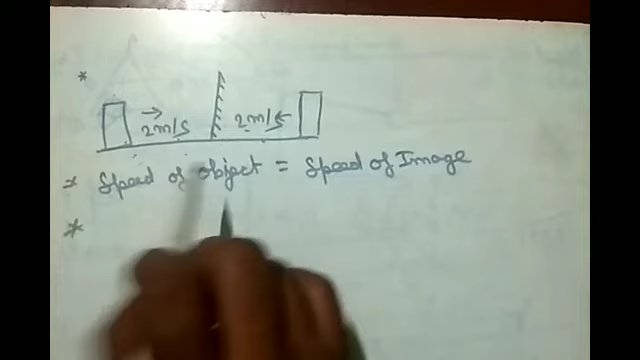 *
2m/s 2m/s
* Speed of object = Speed of Image
*